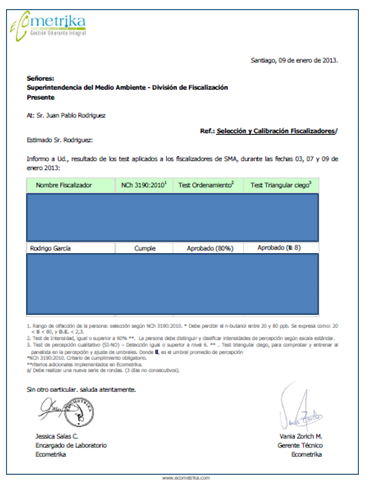 ecometrika
Gestión Odorante Integral
Santiago, 09 de enero de 2013.
Señores:
Superintendencia del Medio Ambiente - División de Fiscalización
Presente
At: Sr. Juan Pablo Rodríguez
Ref.: Selección y Calibración Fiscalizadores/
Estimado Sr. Rodríguez:
Informo a Ud., resultado de los test aplicados a los fiscalizadores de SMA, durante las fechas 03, 07 y 09 de
enero 2013:
Nombre Fiscalizador NCh 3190:2010¹ Test Ordenamiento² Test Triangular ciego³
Rodrigo García Cumple Aprobado (80%) Aprobado (U: 8)
1. Rango de olfacción de la persona: selección según NCh 3190:2010. * Debe percibir el n-butanol entre 20 y 80 ppb. Se expresa como: 20
< U < 80, y D.E. < 2,3.
2. Test de Intensidad, igual o superior a 60% **. La persona debe distinguir y clasificar intensidades de percepción según escala estándar.
3. Test de percepción cualitativo (SI-NO) – Detección igual o superior a nivel 6. ** . Test triangular ciego, para comprobar y entrenar al
panelista en la percepción y ajuste de umbrales. Donde U, es el umbral promedio de percepción
*NCh 3190:2010. Criterio de cumplimiento obligatorio.
**Criterios adicionales implementados en Ecometrika.
a/ Debe realizar una nueva serie de rondas. (3 días no consecutivos).
Sin otro particular, saluda atentamente.
ECOMETRIKA
Jessica Salas C.
Encargado de Laboratorio
Ecometrika
Vania Zorich M.
Gerente Técnico
Ecometrika
www.ecometrika.com